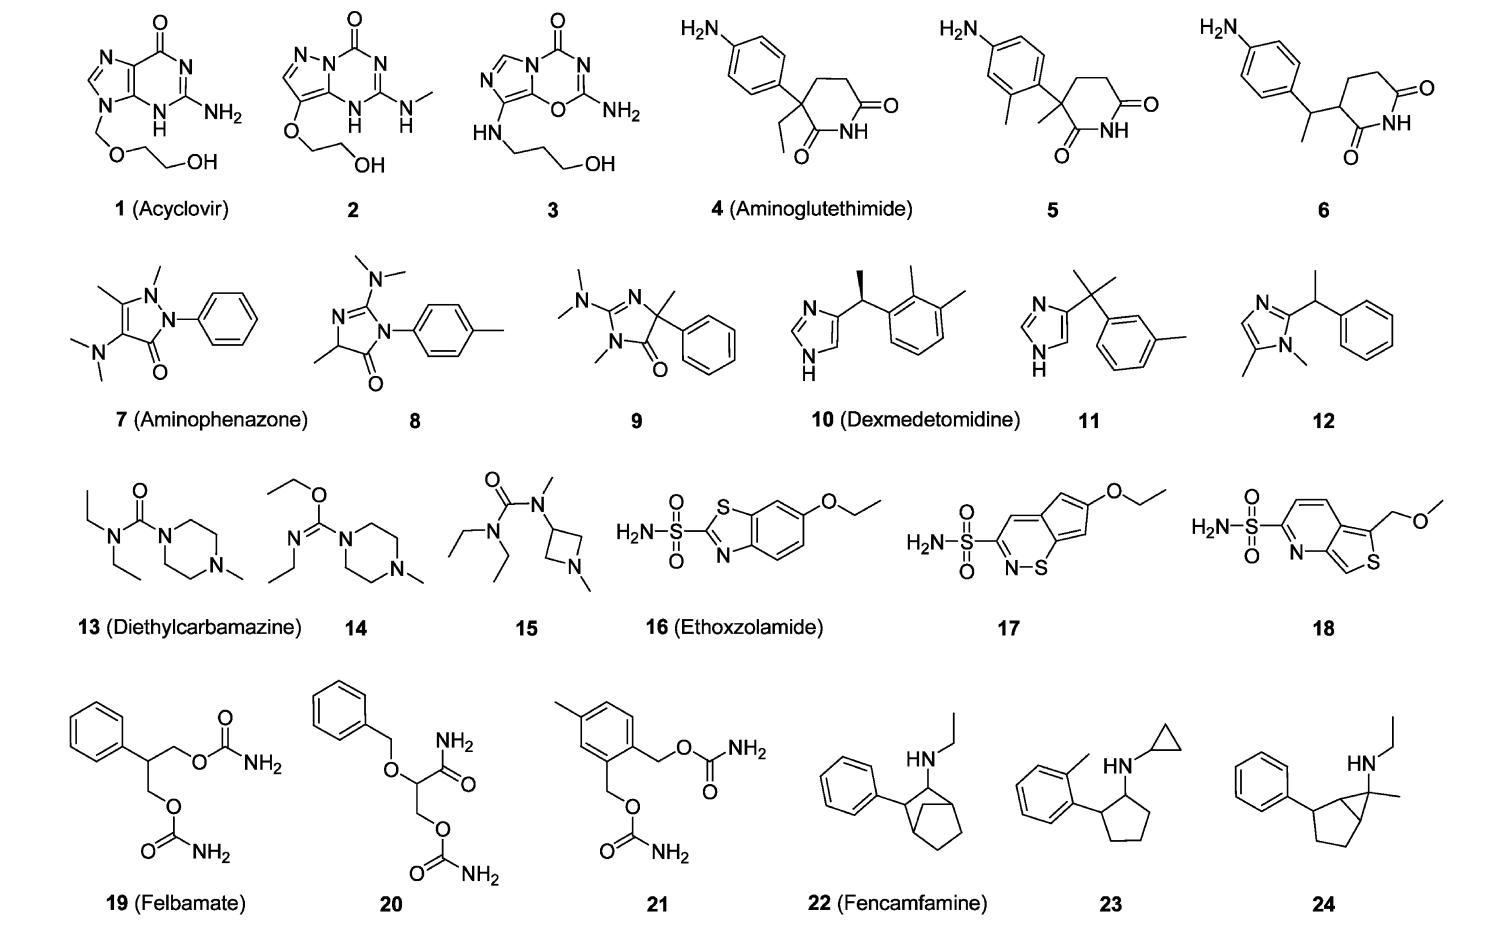 O O O H₂N H₂N H₂N
N N N N N N N N
N N NH₂ N N N O NH₂ O O O
H H H HN NH NH NH
O OH O OH OH O O O
1 (Acyclovir) 2 3 4 (Aminoglutethimide) 5 6
N N N N N N N
N N N N N N N N
N O O O H H
7 (Aminophenazone) 8 9 10 (Dexmedetomidine) 11 12
O O O N O S O O O O
N N N N N H₂N S H₂N S H₂N S O
N N N O N O N S O N S
13 (Diethylcarbamazine) 14 15 16 (Ethoxzolamide) 17 18
O NH₂ O NH₂
O NH₂ O O O HN HN HN
O O O
O NH₂ O NH₂ O NH₂
19 (Felbamate) 20 21 22 (Fencamfamine) 23 24